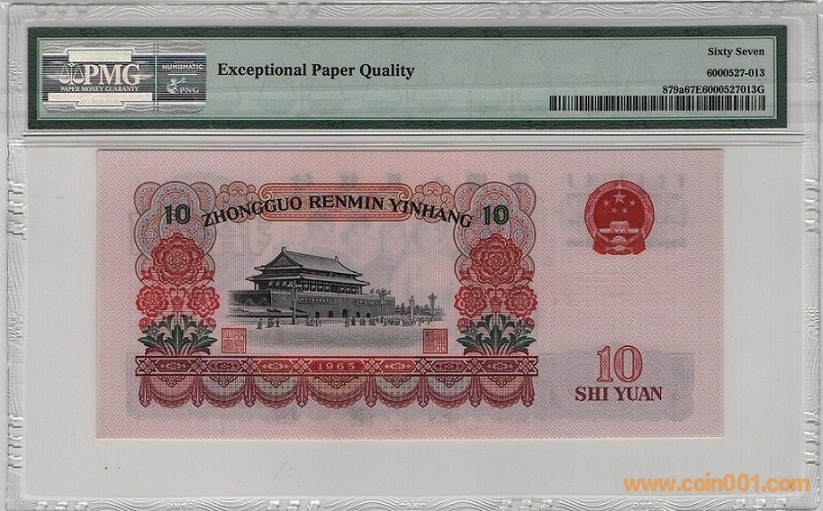 PMG
PAPER MONEY GUARANTY
NUMISMATIC
PNG
Exceptional Paper Quality
Sixty Seven
6000527-013
879a67E6000527013G
10 ZHONGGUO RENMIN YINHANG 10
1965
10
SHI YUAN
www.coin001.com